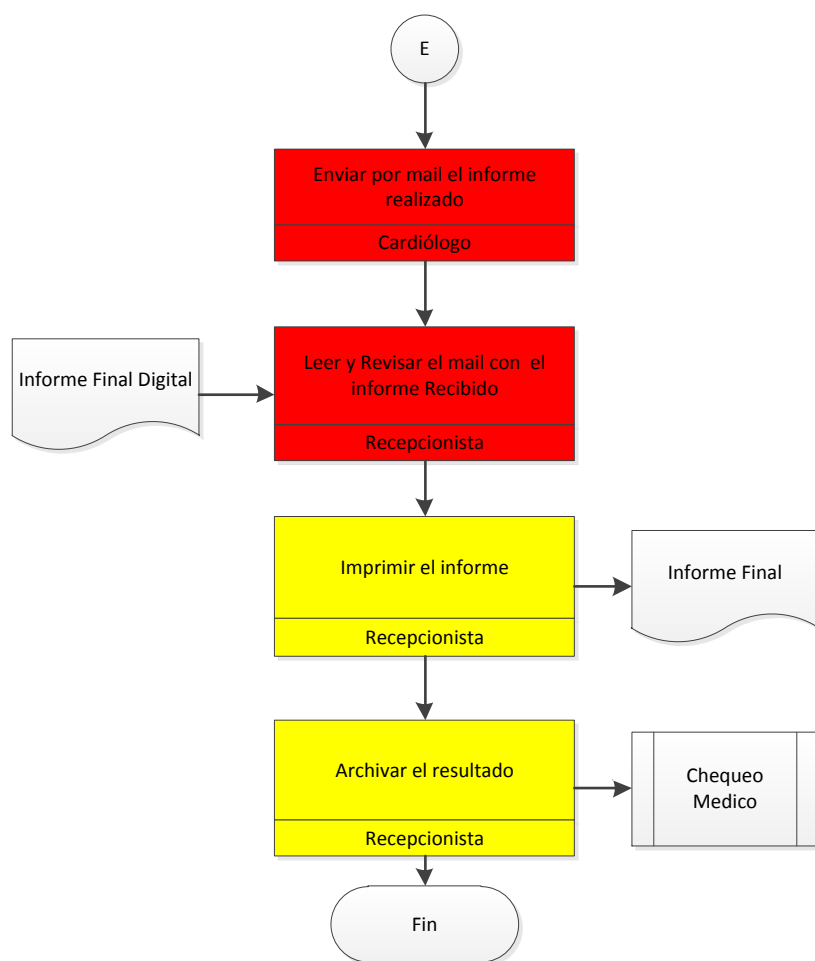 E
Enviar por mail el informe
realizado
Cardiólogo
Informe Final Digital
Leer y Revisar el mail con el
informe Recibido
Recepcionista
Imprimir el informe
Recepcionista
Informe Final
Archivar el resultado
Recepcionista
Chequeo
Medico
Fin